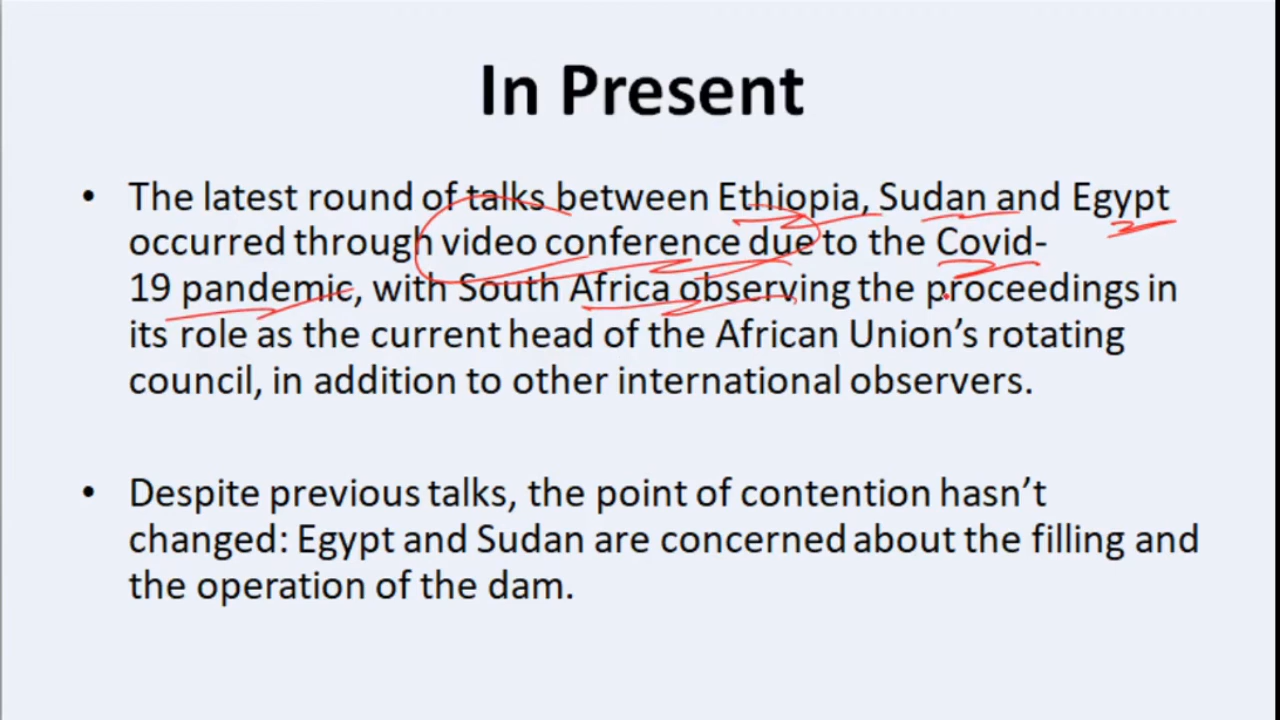 In Present
• The latest round of talks between Ethiopia, Sudan and Egypt
occurred through video conference due to the Covid-
19 pandemic, with South Africa observing the proceedings in
its role as the current head of the African Union’s rotating
council, in addition to other international observers.
• Despite previous talks, the point of contention hasn’t
changed: Egypt and Sudan are concerned about the filling and
the operation of the dam.